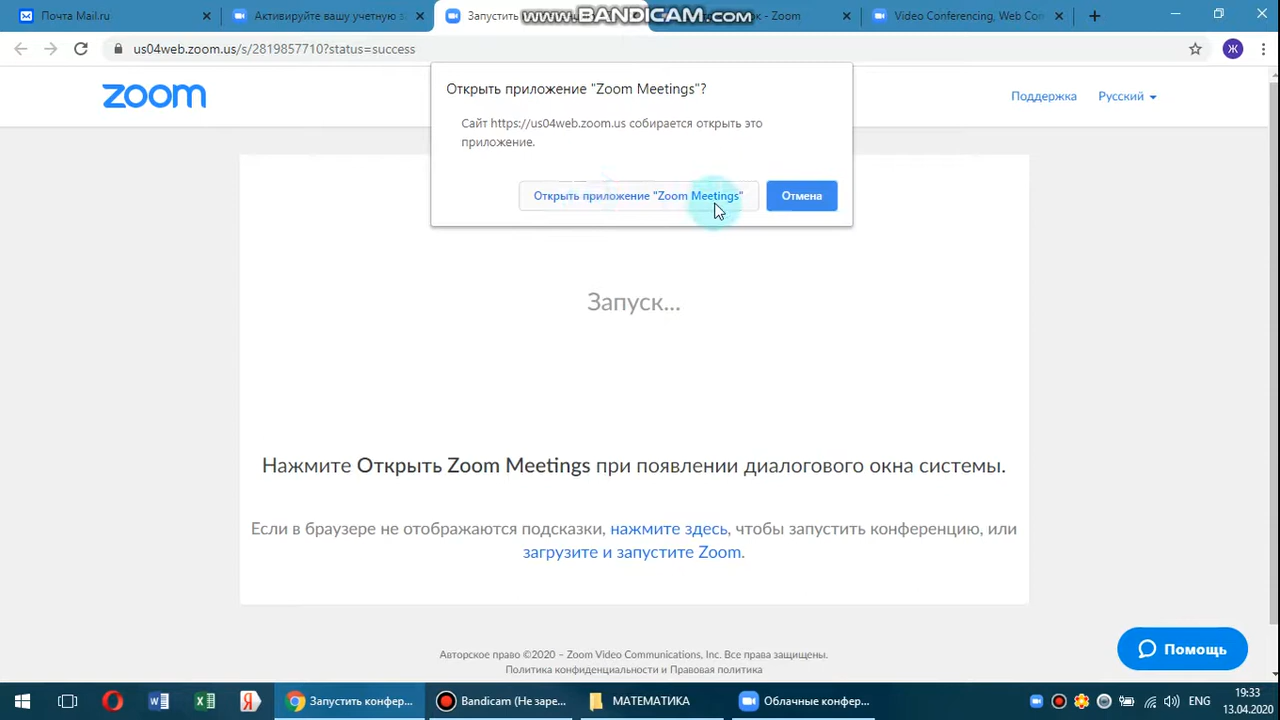 Почта Mail.ru
Активируйте вашу учетную з
Запустить
www.BANDICAM.com
- Zoom
Video Conferencing, Web Con
us04web.zoom.us/s/2819857710?status=success
Ж
zoom
Поддержка
Русский
Открыть приложение "Zoom Meetings"?
Сайт https://us04web.zoom.us собирается открыть это
приложение.
Открыть приложение "Zoom Meetings"
Отмена
Запуск...
Нажмите Открыть Zoom Meetings при появлении диалогового окна системы.
Если в браузере не отображаются подсказки, нажмите здесь, чтобы запустить конференцию, или
загрузите и запустите Zoom.
Помощь
Авторское право ©2020 – Zoom Video Communications, Inc. Все права защищены.
Политика конфиденциальности и Правовая политика
Запустить конфер...
Bandicam (Не заре...
МАТЕМАТИКА
Облачные конфер...
ENG
19:33
13.04.2020